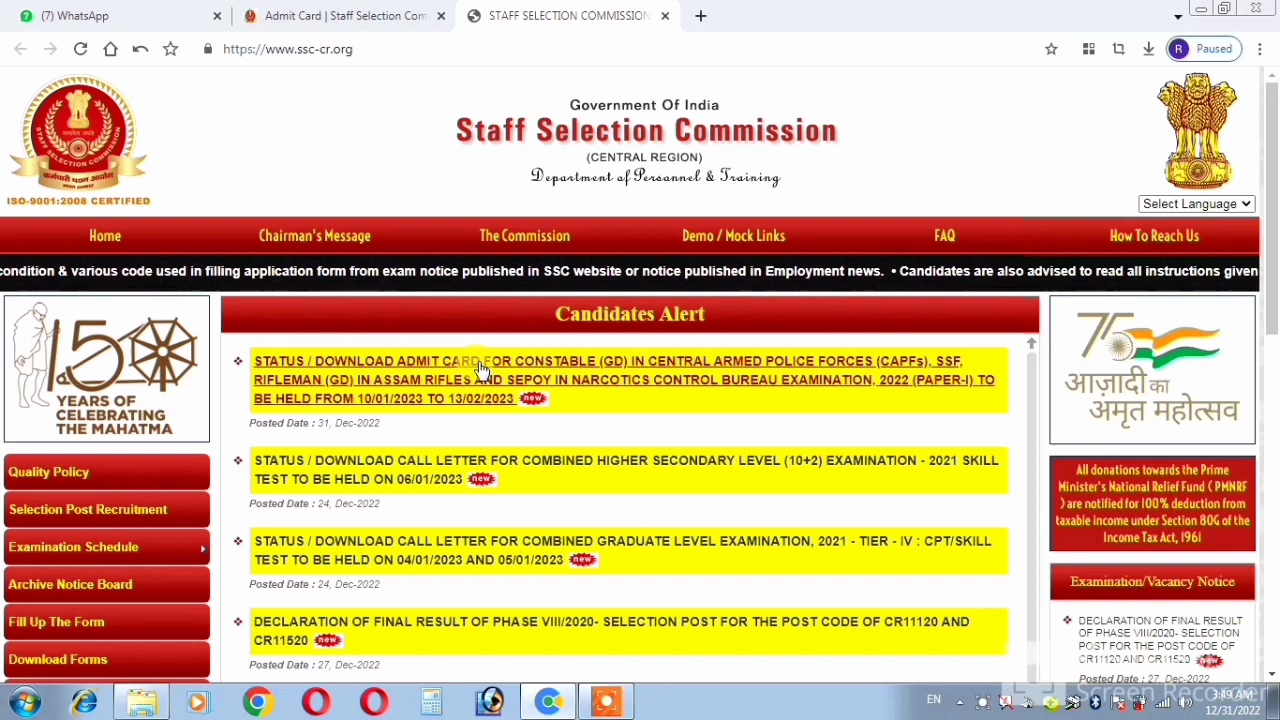 (7) WhatsApp
Admit Card | Staff Selection Com
STAFF SELECTION COMMISSION
https://www.ssc-cr.org
R Paused
ISO-9001:2008 CERTIFIED
Government Of India
Staff Selection Commission
(CENTRAL REGION)
Department of Personnel & Training
Select Language
Home
Chairman's Message
The Commission
Demo / Mock Links
FAQ
How To Reach Us
condition & various code used in filling application form from exam notice published in SSC website or notice published in Employment news. • Candidates are also advised to read all instructions given
150
YEARS OF
CELEBRATING
THE MAHATMA
Quality Policy
Selection Post Recruitment
Examination Schedule
Archive Notice Board
Fill Up The Form
Download Forms
Candidates Alert
STATUS / DOWNLOAD ADMIT CARD FOR CONSTABLE (GD) IN CENTRAL ARMED POLICE FORCES (CAPFs), SSF,
RIFLEMAN (GD) IN ASSAM RIFLES AND SEPOY IN NARCOTICS CONTROL BUREAU EXAMINATION, 2022 (PAPER-I) TO
BE HELD FROM 10/01/2023 TO 13/02/2023 new
Posted Date : 31, Dec-2022
STATUS / DOWNLOAD CALL LETTER FOR COMBINED HIGHER SECONDARY LEVEL (10+2) EXAMINATION - 2021 SKILL
TEST TO BE HELD ON 06/01/2023 new
Posted Date : 24, Dec-2022
STATUS / DOWNLOAD CALL LETTER FOR COMBINED GRADUATE LEVEL EXAMINATION, 2021 - TIER - IV : CPT/SKILL
TEST TO BE HELD ON 04/01/2023 AND 05/01/2023 new
Posted Date : 24, Dec-2022
DECLARATION OF FINAL RESULT OF PHASE VIII/2020- SELECTION POST FOR THE POST CODE OF CR11120 AND
CR11520 new
Posted Date : 27, Dec-2022
75
आज़ादी का
अमृत महोत्सव
All donations towards the Prime
Minister's National Relief Fund ( PMNRF
) are notified for 100% deduction from
taxable income under Section 80G of the
Income Tax Act, 1961
Examination/Vacancy Notice
DECLARATION OF FINAL RESULT
OF PHASE VIII/2020- SELECTION
POST FOR THE POST CODE OF
CR11120 AND CR11520 new
Posted Date : 27, Dec-2022
EN
3:49 AM
12/31/2022
Screen Recorder